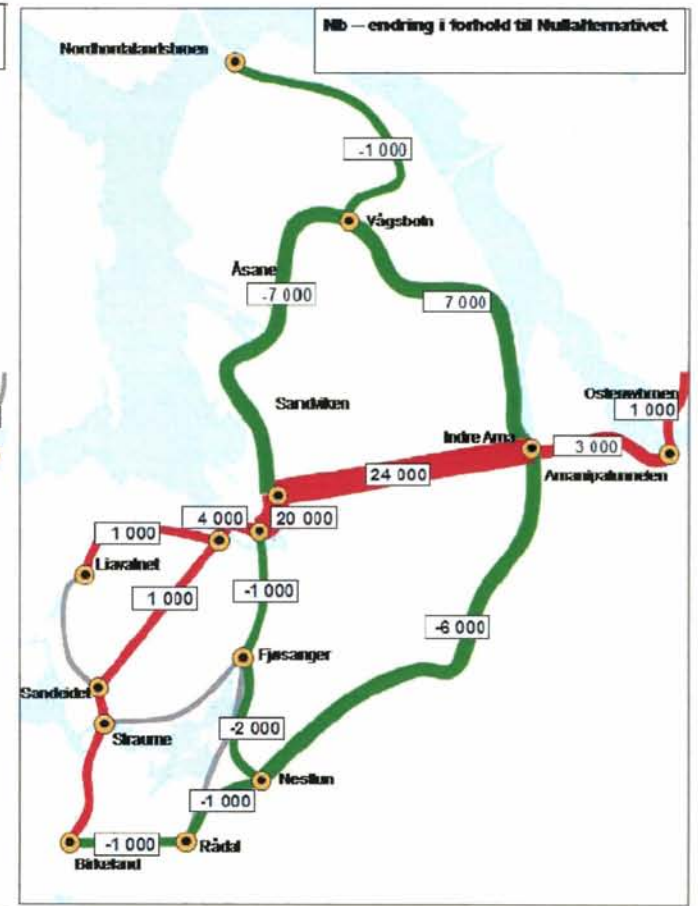 Nb – endring i forhold til Nullalternativet
Nordhordalandsbroen
-1 000
Vågsbotn
Åsane
-7 000
7 000
Sandviken
Osterøybroen
1 000
Indre Arna
3 000
24 000
Arnanipatunnelen
4 000
20 000
1 000
Liavatnet
1 000
-1 000
-6 000
Fjøsanger
Sandeidet
Straume
-2 000
Nesttun
-1 000
-1 000
Rådal
Birkeland